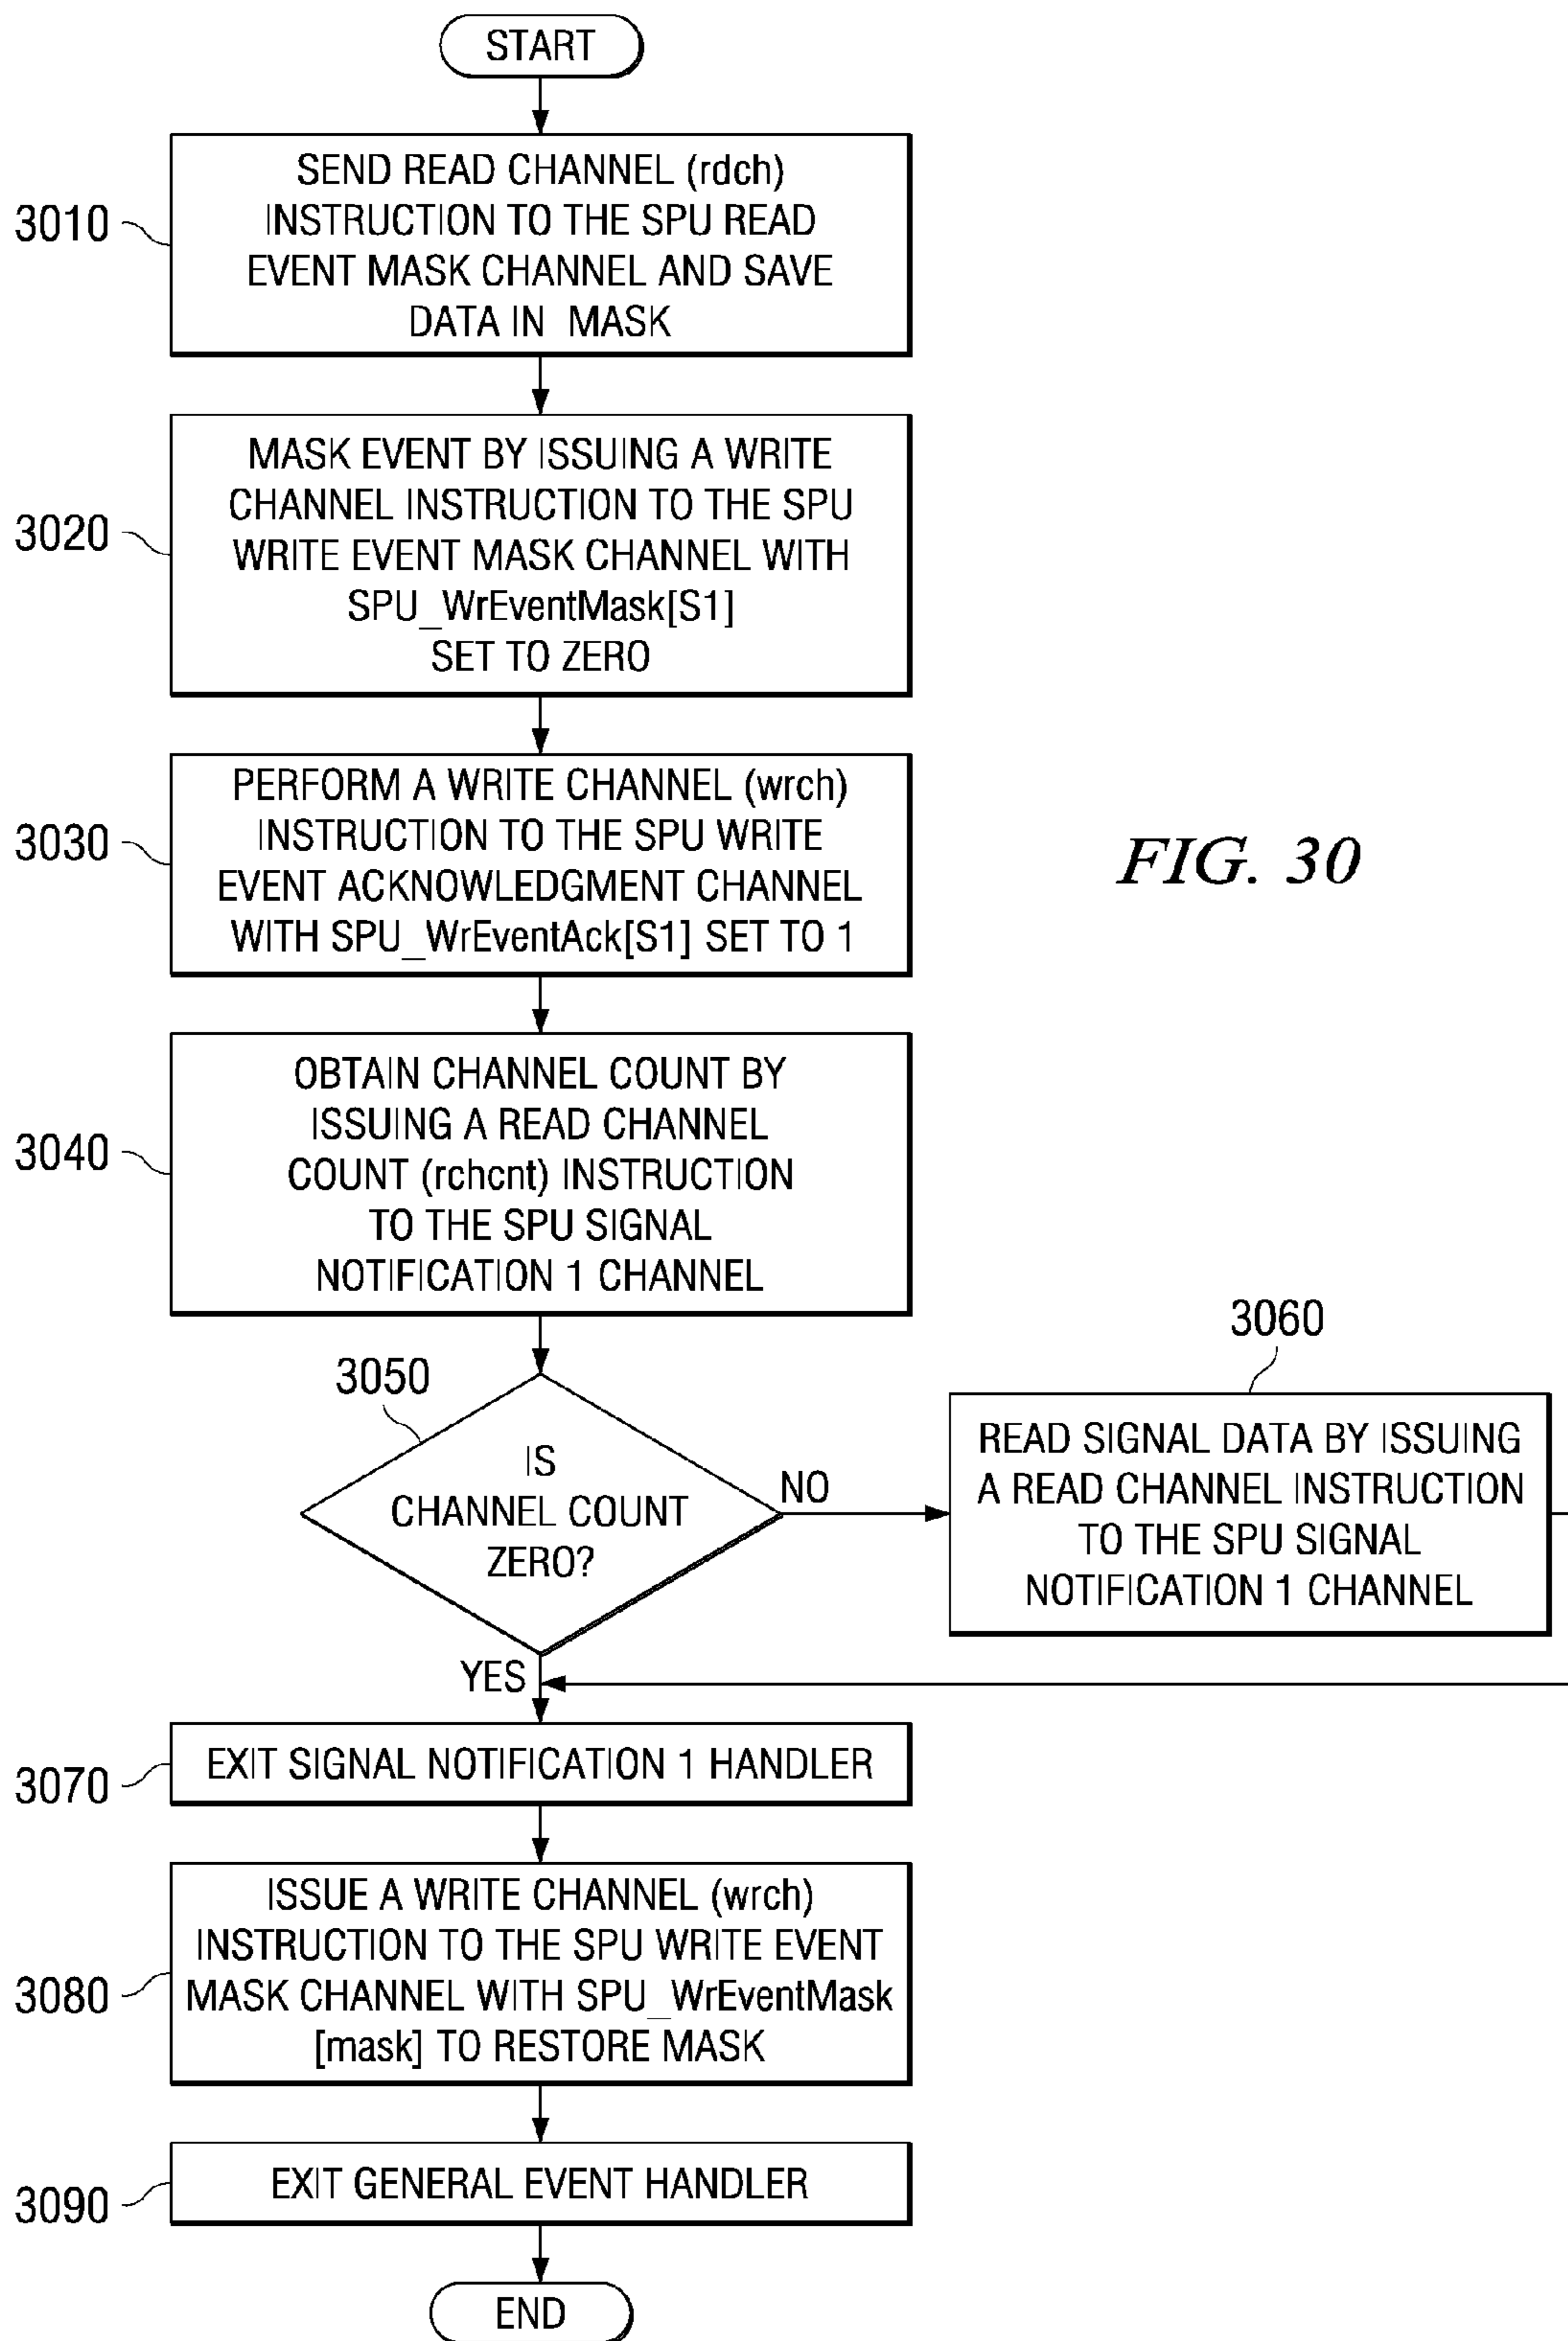 START
3010
SEND READ CHANNEL (rdch)
INSTRUCTION TO THE SPU READ
EVENT MASK CHANNEL AND SAVE
DATA IN MASK
3020
MASK EVENT BY ISSUING A WRITE
CHANNEL INSTRUCTION TO THE SPU
WRITE EVENT MASK CHANNEL WITH
SPU_WrEventMask[S1]
SET TO ZERO
3030
PERFORM A WRITE CHANNEL (wrch)
INSTRUCTION TO THE SPU WRITE
EVENT ACKNOWLEDGMENT CHANNEL
WITH SPU_WrEventAck[S1] SET TO 1
FIG. 30
3040
OBTAIN CHANNEL COUNT BY
ISSUING A READ CHANNEL
COUNT (rchcnt) INSTRUCTION
TO THE SPU SIGNAL
NOTIFICATION 1 CHANNEL
3050
IS
CHANNEL COUNT
ZERO?
NO
3060
READ SIGNAL DATA BY ISSUING
A READ CHANNEL INSTRUCTION
TO THE SPU SIGNAL
NOTIFICATION 1 CHANNEL
YES
3070
EXIT SIGNAL NOTIFICATION 1 HANDLER
3080
ISSUE A WRITE CHANNEL (wrch)
INSTRUCTION TO THE SPU WRITE EVENT
MASK CHANNEL WITH SPU_WrEventMask
[mask] TO RESTORE MASK
3090
EXIT GENERAL EVENT HANDLER
END